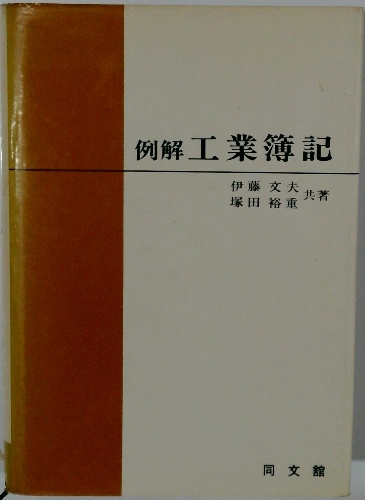 例解 工業簿記
伊藤文夫
塚田裕重 共著
同文舘